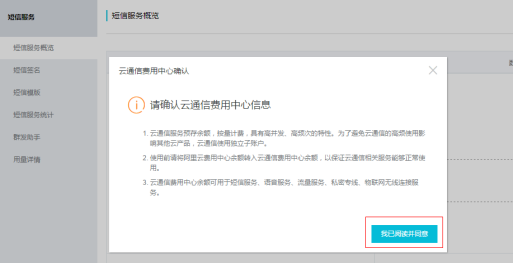 短信服务
短信服务概览
短信服务概览
短信签名
短信模版
短信服务统计
群发助手
用量详情
云通信费用中心确认
请确认云通信费用中心信息
1. 云通信服务预存余额，按量计费，具有高并发、高频次的特性。为了避免云通信的高频使用影
响其他云产品，云通信使用独立子账户。
2. 使用前请将阿里云费用中心余额转入云通信费用中心余额，以保证云通信相关服务能够正常使
用。
3. 云通信费用中心余额可用于短信服务、语音服务、流量服务、私密专线、物联网无线连接服
务。
我已阅读并同意